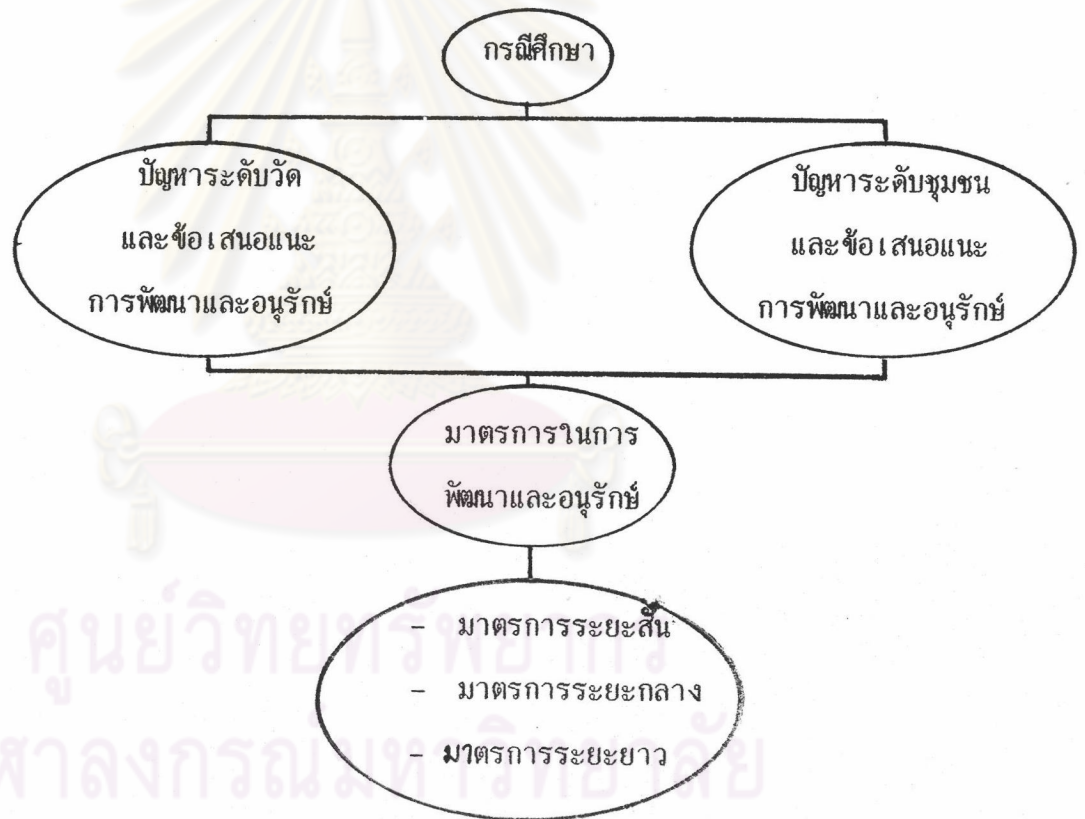 กรณีศึกษา
ปัญหาระดับวัด
และข้อเสนอแนะ
การพัฒนาและอนุรักษ์
ปัญหาระดับชุมชน
และข้อเสนอแนะ
การพัฒนาและอนุรักษ์
มาตรการในการ
พัฒนาและอนุรักษ์
- มาตรการระยะสั้น
- มาตรการระยะกลาง
- มาตรการระยะยาว
ศูนย์วิทยทรัพยากร
ฬาลงกรณ์มหาวิทยาลัย